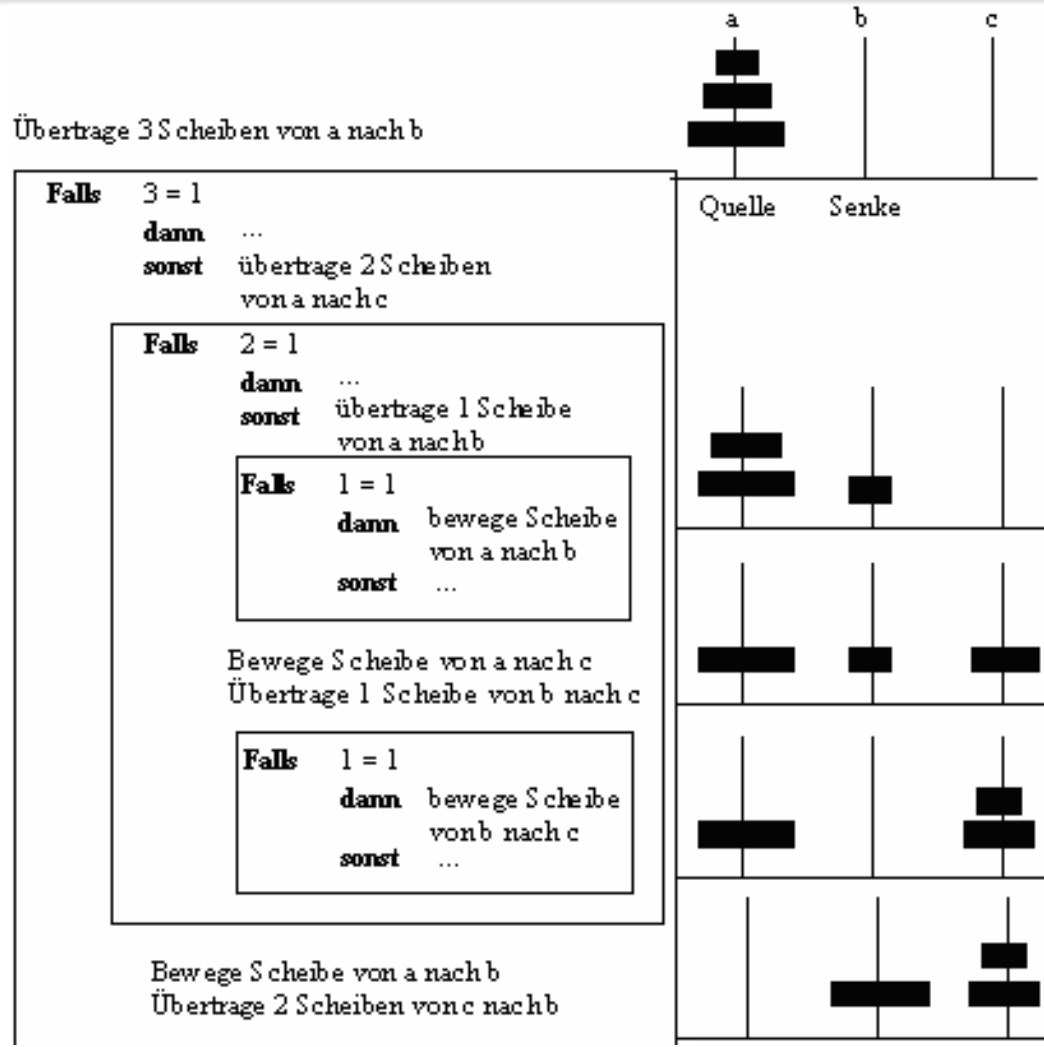 a b c
Übertrage 3 Scheiben von a nach b
Falls 3 = 1
Quelle Senke
dann ...
sonst übertrage 2 Scheiben
von a nach c
Falls 2 = 1
dann ...
sonst übertrage 1 Scheibe
von a nach b
Falls 1 = 1
dann bewege Scheibe
von a nach b
sonst ...
Bewege Scheibe von a nach c
Übertrage 1 Scheibe von b nach c
Falls 1 = 1
dann bewege Scheibe
von b nach c
sonst ...
Bewege Scheibe von a nach b
Übertrage 2 Scheiben von c nach b